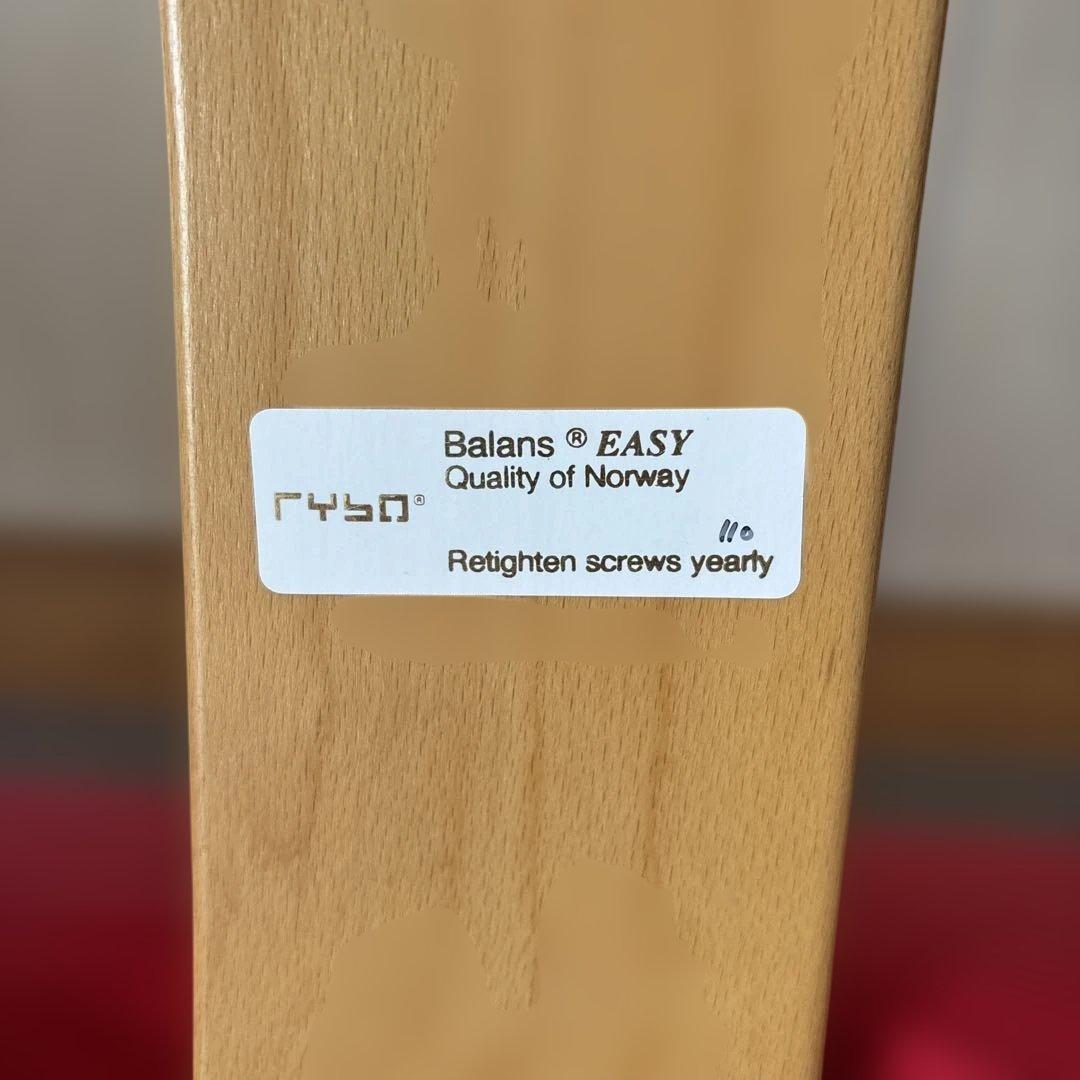 Balans ® EASY
Quality of Norway
rybo®
110
Retighten screws yearly